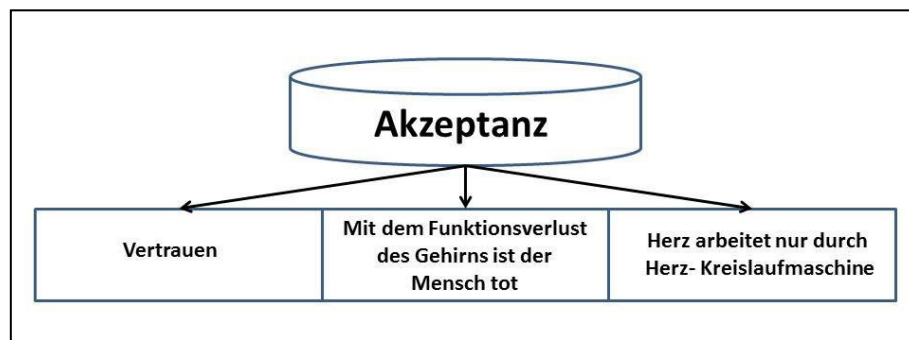 Akzeptanz
Vertrauen
Mit dem Funktionsverlust
des Gehirns ist der
Mensch tot
Herz arbeitet nur durch
Herz- Kreislaufmaschine